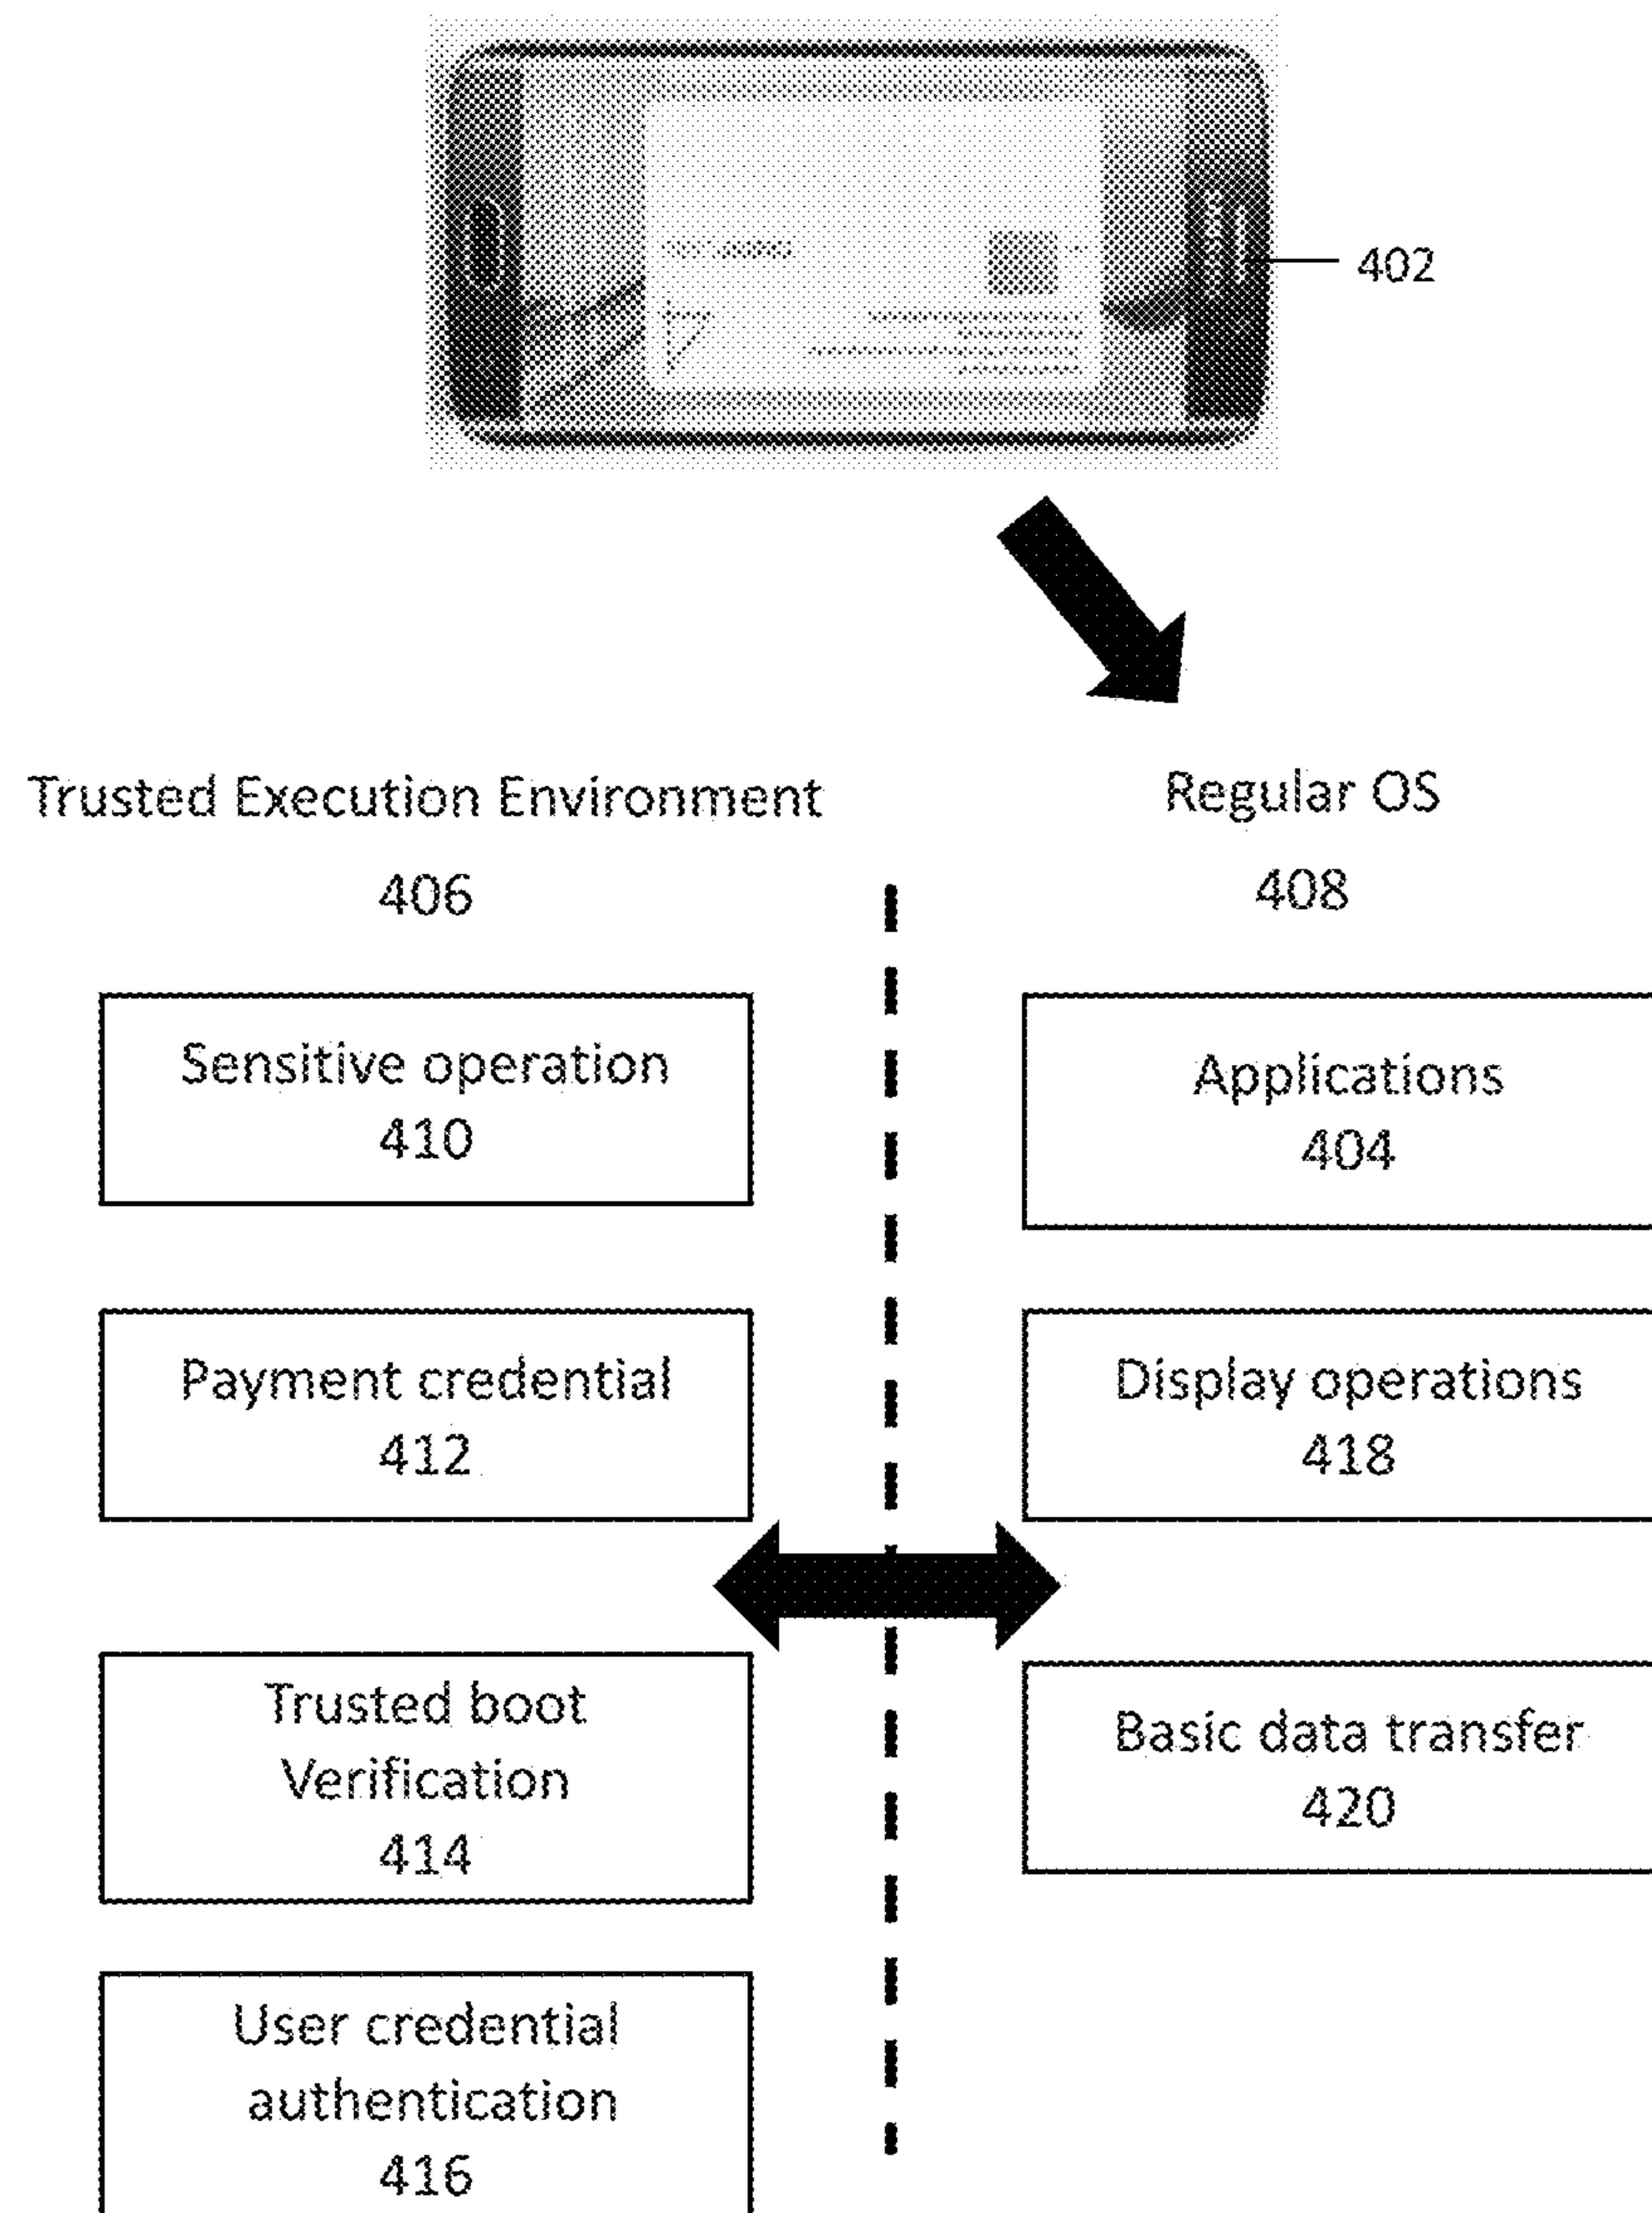 402
Trusted Execution Environment
406
Regular OS
408
Sensitive operation
410
Payment credential
412
Trusted boot
Verification
414
User credential
authentication
416
Applications
404
Display operations
418
Basic data transfer
420